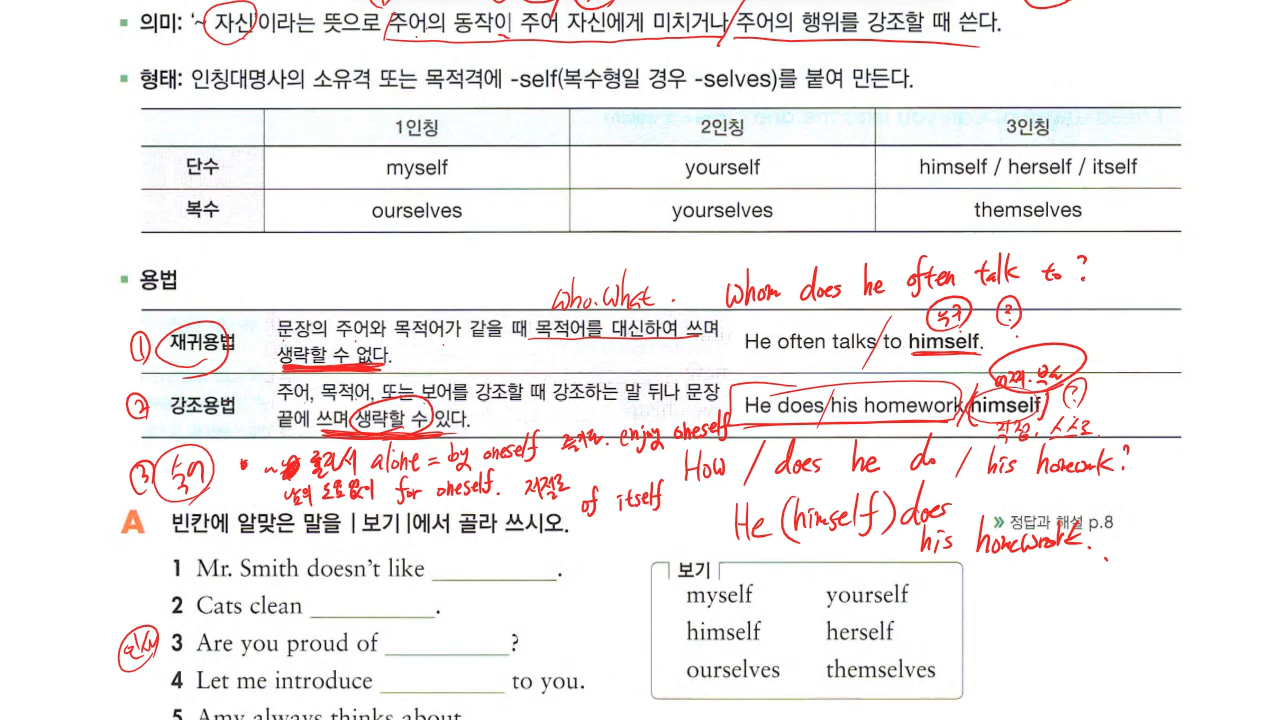 의미: ‘~ 자신’이라는 뜻으로 주어의 동작이 주어 자신에게 미치거나 주어의 행위를 강조할 때 쓴다.
형태: 인칭대명사의 소유격 또는 목적격에 -self(복수형일 경우 -selves)를 붙여 만든다.
1인칭 2인칭 3인칭
단수 myself yourself himself / herself / itself
복수 ourselves yourselves themselves
용법
who. what. Whom does he often talk to?
① 재귀용법 문장의 주어와 목적어가 같을 때 목적어를 대신하여 쓰며
생략할 수 없다.
He often talks / to himself.
② 강조용법 주어, 목적어, 또는 보어를 강조할 때 강조하는 말 뒤나 문장
끝에 쓰며 생략할 수 있다.
He does / his homework / himself
직접, 스스로
③ 숙어 홀로 alone = by oneself enjoy oneself
남의 도움없이 for oneself. 저절로 of itself
How / does he do / his homework?
He (himself) does
his homework.
A 빈칸에 알맞은 말을 | 보기 |에서 골라 쓰시오. 정답과 해설 p.8
1 Mr. Smith doesn’t like ____________.
2 Cats clean ____________.
3 Are you proud of ____________?
4 Let me introduce ____________ to you.
5 Amy always thinks about
보기
myself yourself
himself herself
ourselves themselves